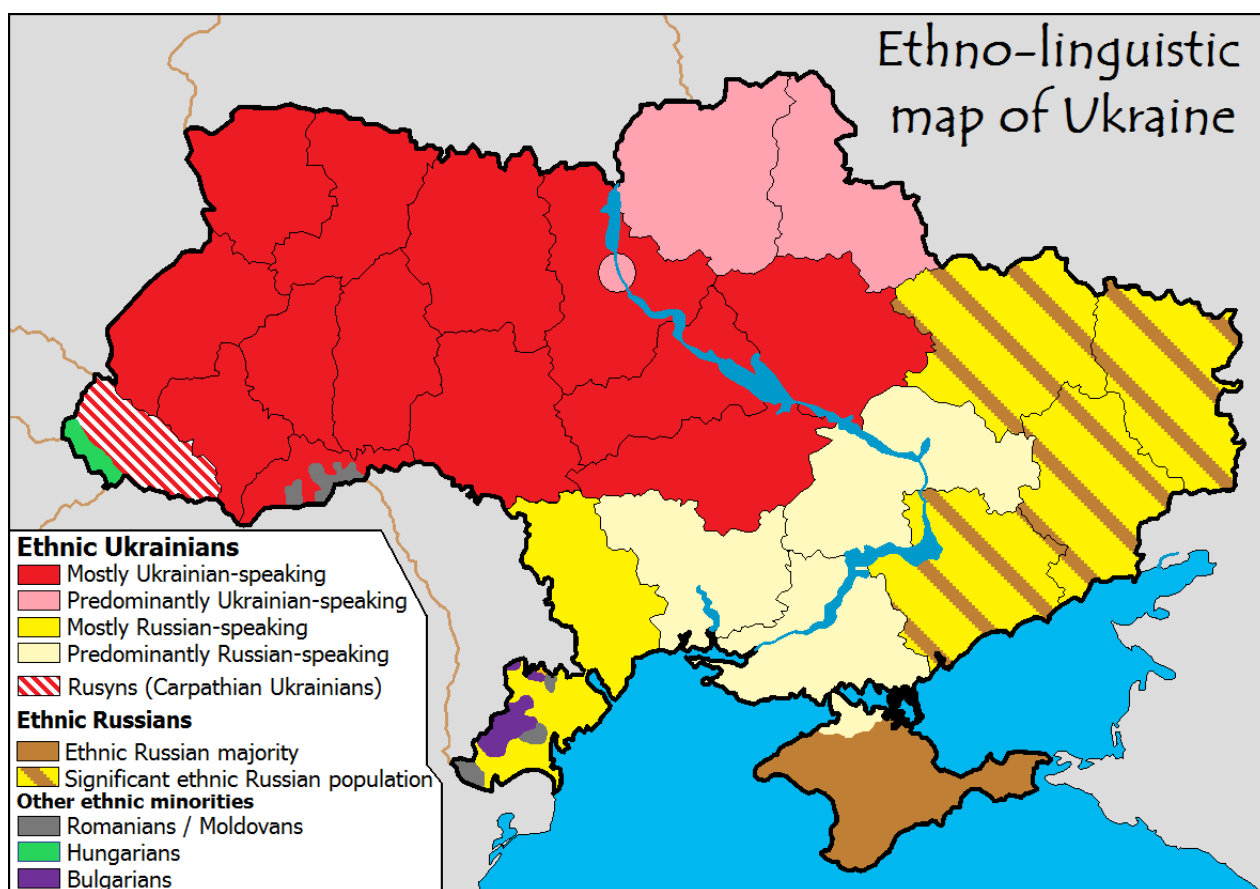 Ethno-linguistic
map of Ukraine
Ethnic Ukrainians
Mostly Ukrainian-speaking
Predominantly Ukrainian-speaking
Mostly Russian-speaking
Predominantly Russian-speaking
Rusyns (Carpathian Ukrainians)
Ethnic Russians
Ethnic Russian majority
Significant ethnic Russian population
Other ethnic minorities
Romanians / Moldovans
Hungarians
Bulgarians